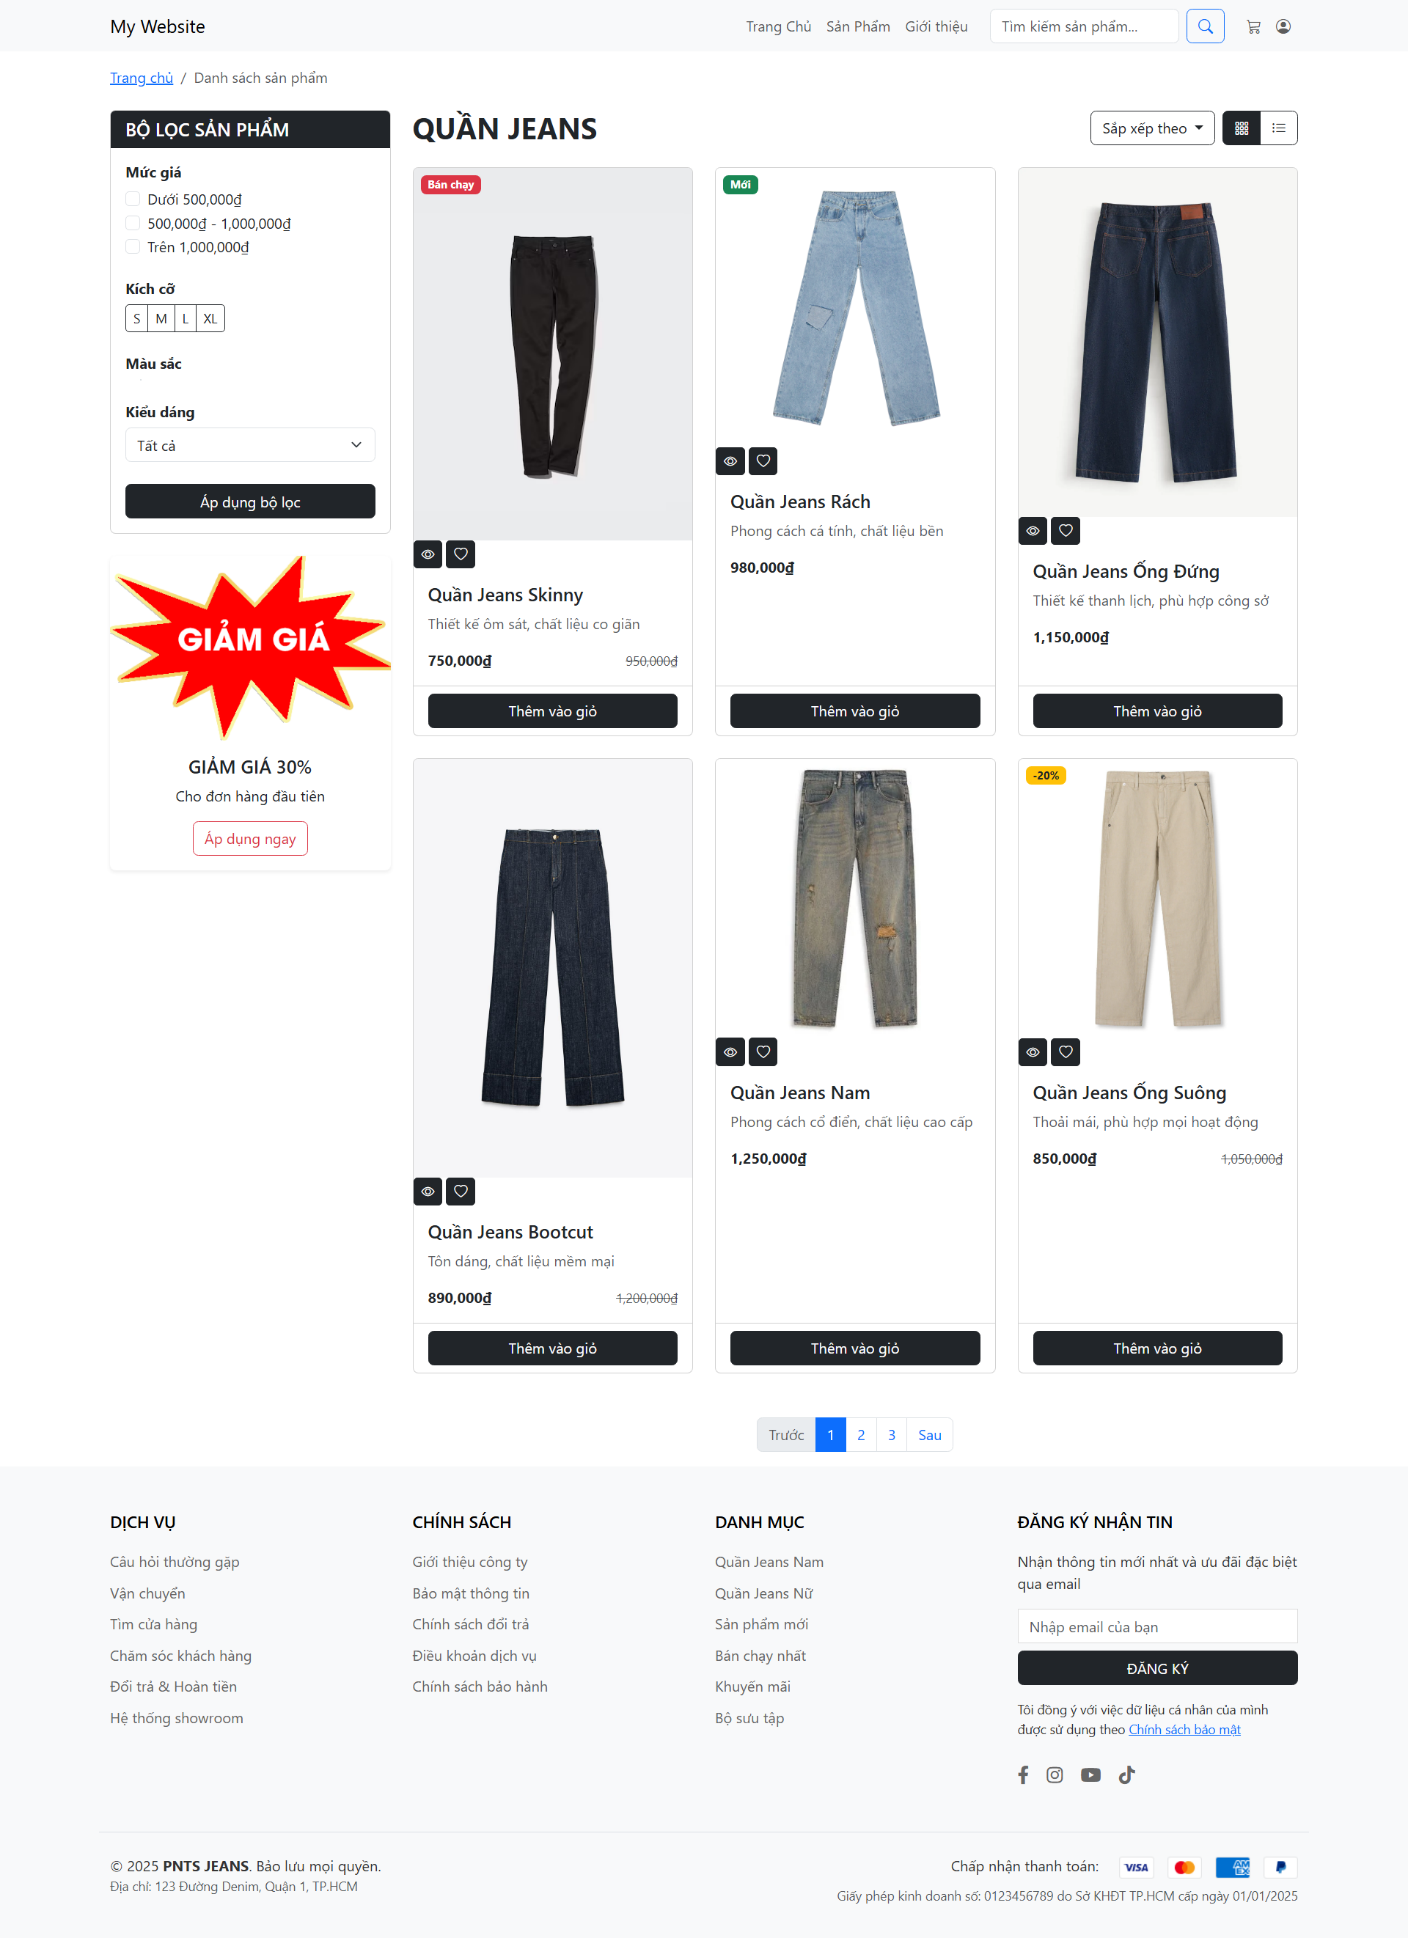 My Website
Trang Chủ Sản Phẩm Giới thiệu Tìm kiếm sản phẩm...
Trang chủ / Danh sách sản phẩm
BỘ LỌC SẢN PHẨM
Mức giá
Dưới 500,000₫
500,000₫ - 1,000,000₫
Trên 1,000,000₫
Kích cỡ
S M L XL
Màu sắc
Kiểu dáng
Tất cả
Áp dụng bộ lọc
GIẢM GIÁ
GIẢM GIÁ 30%
Cho đơn hàng đầu tiên
Áp dụng ngay
QUẦN JEANS
Sắp xếp theo
Bán chạy
Quần Jeans Skinny
Thiết kế ôm sát, chất liệu co giãn
750,000₫ 950,000₫
Thêm vào giỏ
Mới
Quần Jeans Rách
Phong cách cá tính, chất liệu bền
980,000₫
Thêm vào giỏ
Quần Jeans Ống Đứng
Thiết kế thanh lịch, phù hợp công sở
1,150,000₫
Thêm vào giỏ
Quần Jeans Bootcut
Tôn dáng, chất liệu mềm mại
890,000₫ 1,200,000₫
Thêm vào giỏ
Quần Jeans Nam
Phong cách cổ điển, chất liệu cao cấp
1,250,000₫
Thêm vào giỏ
-20%
Quần Jeans Ống Suông
Thoải mái, phù hợp mọi hoạt động
850,000₫ 1,050,000₫
Thêm vào giỏ
Trước 1 2 3 Sau
DỊCH VỤ
Câu hỏi thường gặp
Vận chuyển
Tìm cửa hàng
Chăm sóc khách hàng
Đổi trả & Hoàn tiền
Hệ thống showroom
CHÍNH SÁCH
Giới thiệu công ty
Bảo mật thông tin
Chính sách đổi trả
Điều khoản dịch vụ
Chính sách bảo hành
DANH MỤC
Quần Jeans Nam
Quần Jeans Nữ
Sản phẩm mới
Bán chạy nhất
Khuyến mãi
Bộ sưu tập
ĐĂNG KÝ NHẬN TIN
Nhận thông tin mới nhất và ưu đãi đặc biệt
qua email
Nhập email của bạn
ĐĂNG KÝ
Tôi đồng ý với việc dữ liệu cá nhân của mình
được sử dụng theo Chính sách bảo mật
© 2025 PNTS JEANS. Bảo lưu mọi quyền.
Địa chỉ: 123 Đường Denim, Quận 1, TP.HCM
Chấp nhận thanh toán: VISA AMEX
Giấy phép kinh doanh số: 0123456789 do Sở KHĐT TP.HCM cấp ngày 01/01/2025